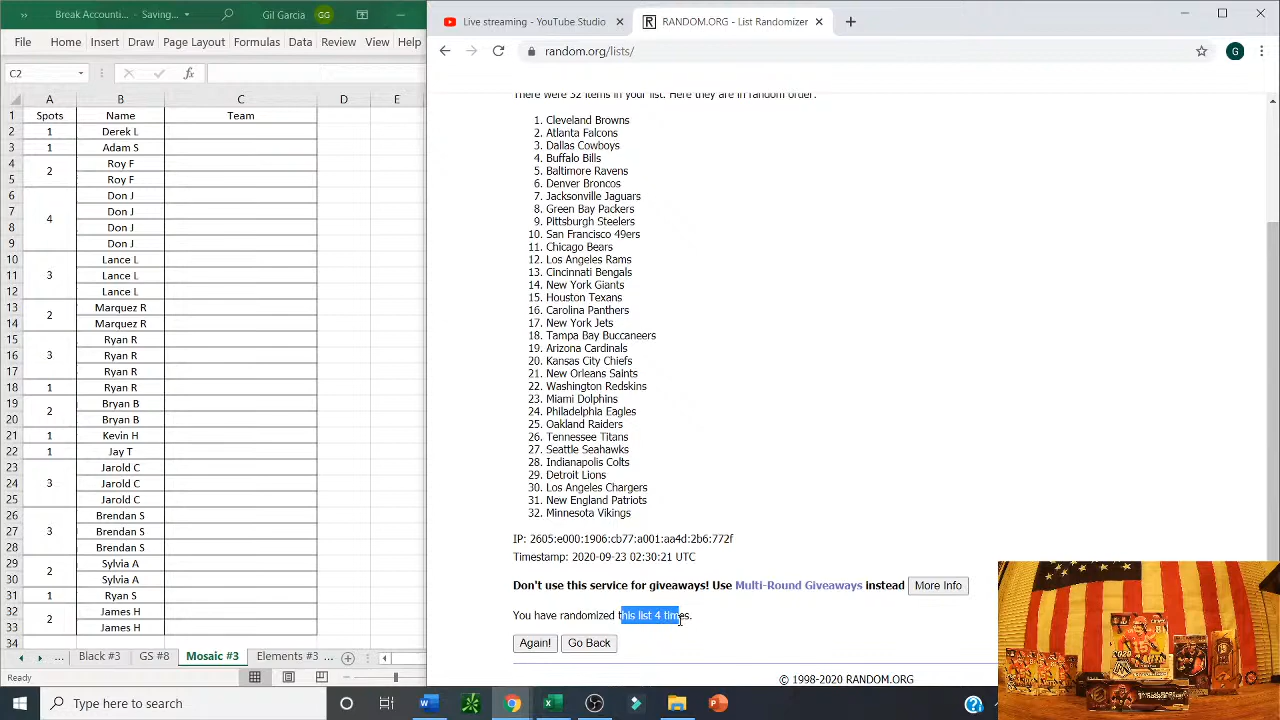 Break Accounti... - Saving...
Gil Garcia
GG
File Home Insert Draw Page Layout Formulas Data Review View Help
C2
fx
A B C D E
1 Spots Name Team
2 1 Derek L
3 1 Adam S
4 2 Roy F
5 Roy F
6 4 Don J
7 Don J
8 Don J
9 Don J
10 3 Lance L
11 Lance L
12 Lance L
13 2 Marquez R
14 Marquez R
15 3 Ryan R
16 Ryan R
17 Ryan R
18 1 Ryan R
19 2 Bryan B
20 Bryan B
21 1 Kevin H
22 1 Jay T
23 3 Jarold C
24 Jarold C
25 Jarold C
26 3 Brendan S
27 Brendan S
28 Brendan S
29 2 Sylvia A
30 Sylvia A
31 1 Ryan S
32 2 James H
33 James H
34
... Black #3 GS #8 Mosaic #3 Elements#3 ...
Ready
Live streaming - YouTube Studio
RANDOM.ORG - List Randomizer
random.org/lists/
G
There were 32 items in your list. Here they are in random order:
1. Cleveland Browns
2. Atlanta Falcons
3. Dallas Cowboys
4. Buffalo Bills
5. Baltimore Ravens
6. Denver Broncos
7. Jacksonville Jaguars
8. Green Bay Packers
9. Pittsburgh Steelers
10. San Francisco 49ers
11. Chicago Bears
12. Los Angeles Rams
13. Cincinnati Bengals
14. New York Giants
15. Houston Texans
16. Carolina Panthers
17. New York Jets
18. Tampa Bay Buccaneers
19. Arizona Cardinals
20. Kansas City Chiefs
21. New Orleans Saints
22. Washington Redskins
23. Miami Dolphins
24. Philadelphia Eagles
25. Oakland Raiders
26. Tennessee Titans
27. Seattle Seahawks
28. Indianapolis Colts
29. Detroit Lions
30. Los Angeles Chargers
31. New England Patriots
32. Minnesota Vikings
IP: 2605:e000:1906:cb77:a001:aa4d:2b6:772f
Timestamp: 2020-09-23 02:30:21 UTC
Don't use this service for giveaways! Use Multi-Round Giveaways instead More Info
You have randomized this list 4 times.
Again! Go Back
© 1998-2020 RANDOM.ORG
Type here to search
2020
15